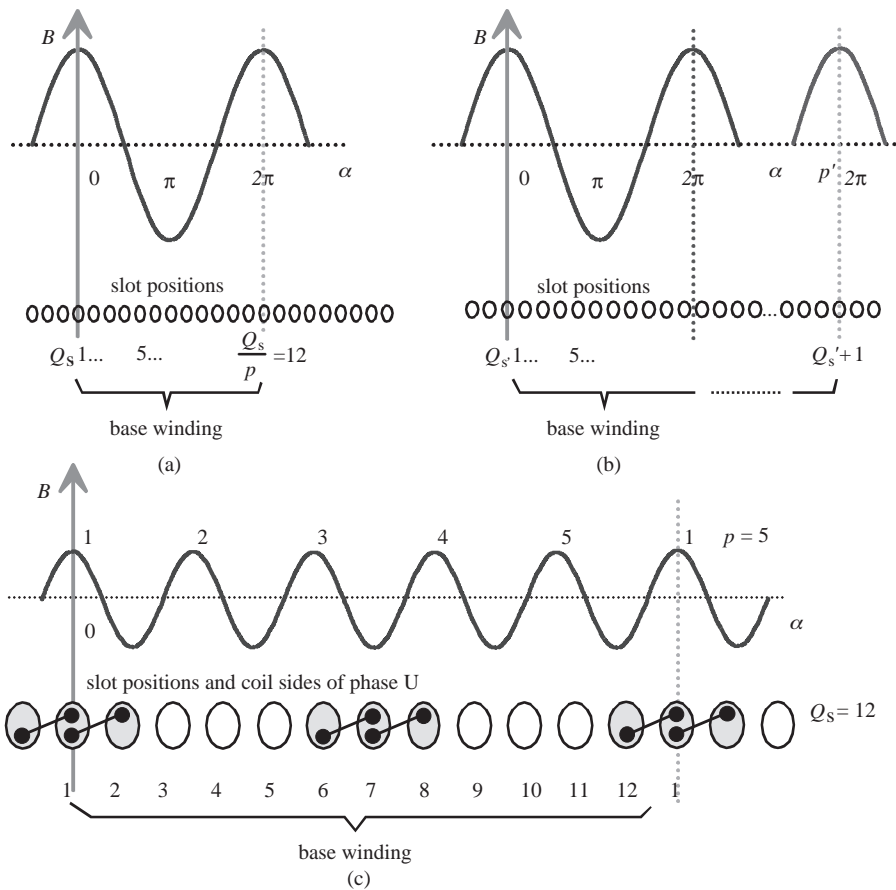 B
0 π 2π α
slot positions
Qs 1... 5... Qs/p =12
base winding
(a)
B
0 π 2π α p′ 2π
slot positions
...
Qs′ 1... 5... Qs′+1
base winding
(b)
B
1 2 3 4 5 1 p = 5
0 α
slot positions and coil sides of phase U
Qs = 12
1 2 3 4 5 6 7 8 9 10 11 12 1
base winding
(c)